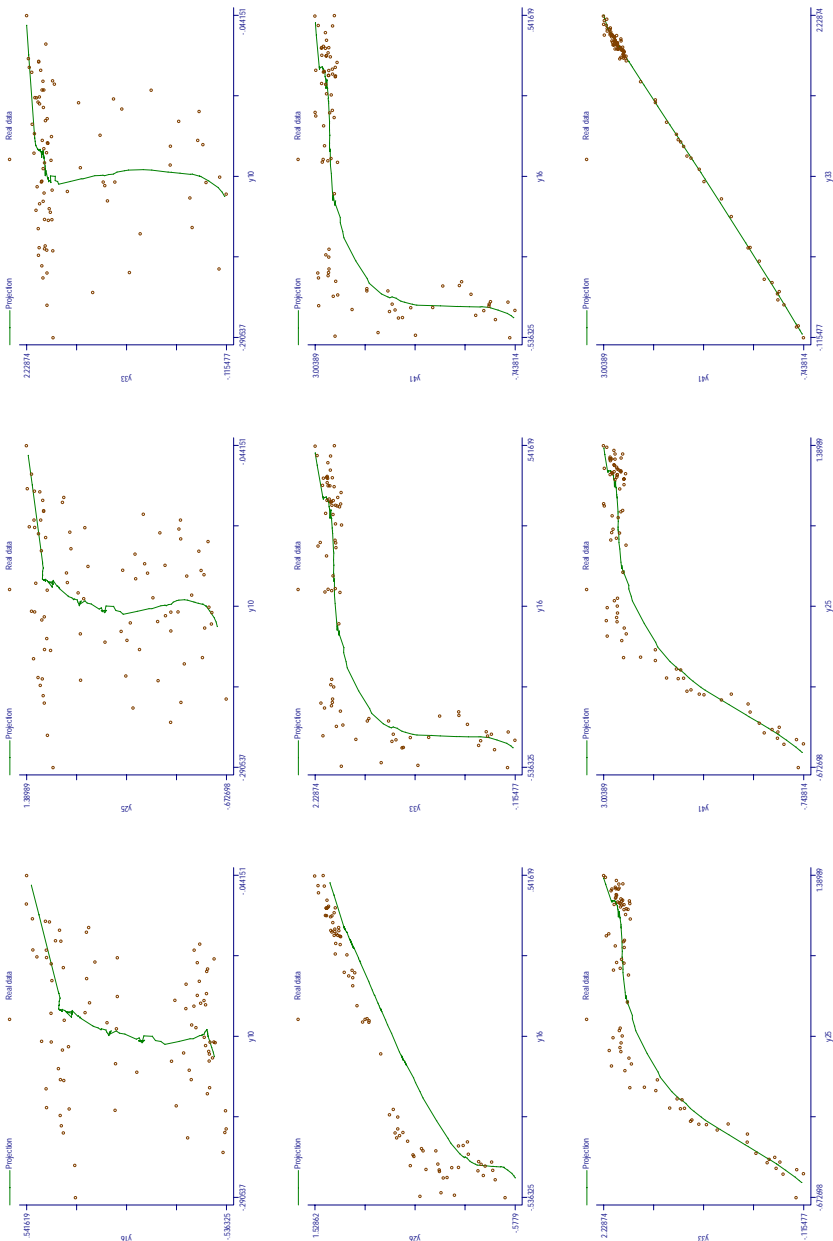 Projection Real data
.541619
y16
-.536325
-.290537 -.044151
y10
Projection Real data
1.38989
y25
-.672698
-.290537 -.044151
y10
Projection Real data
2.22874
y33
-.115477
-.290537 -.044151
y10
Projection Real data
1.52862
y26
-.5779
-.536325 .541619
y16
Projection Real data
2.22874
y33
-.115477
-.536325 .541619
y16
Projection Real data
3.00389
y41
-.743814
-.536325 .541619
y16
Projection Real data
2.22874
y33
-.115477
-.672698 1.38989
y25
Projection Real data
3.00389
y41
-.743814
-.672698 1.38989
y25
Projection Real data
3.00389
y41
-.743814
-.115477 2.22874
y33